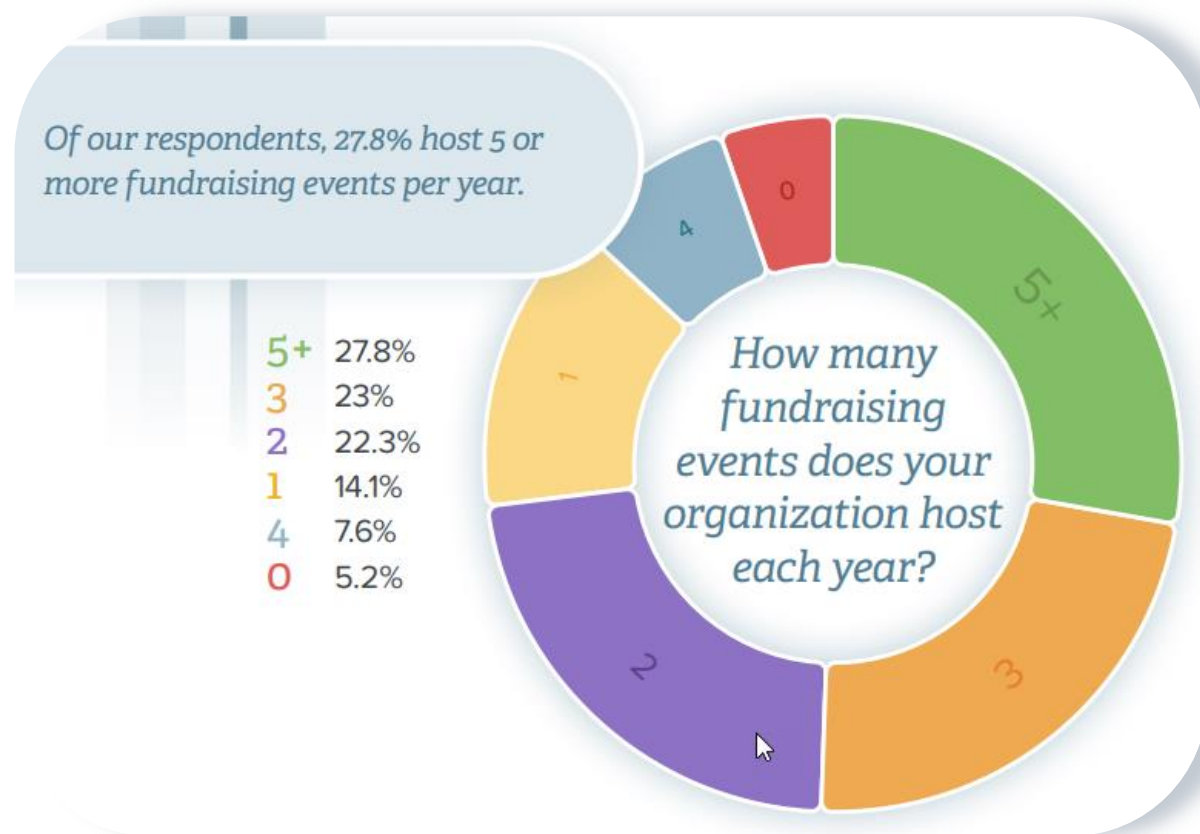 Of our respondents, 27.8% host 5 or
more fundraising events per year.
5+ 27.8%
3 23%
2 22.3%
1 14.1%
4 7.6%
0 5.2%
0
4
5+
1
How many
fundraising
events does your
organization host
each year?
2
3